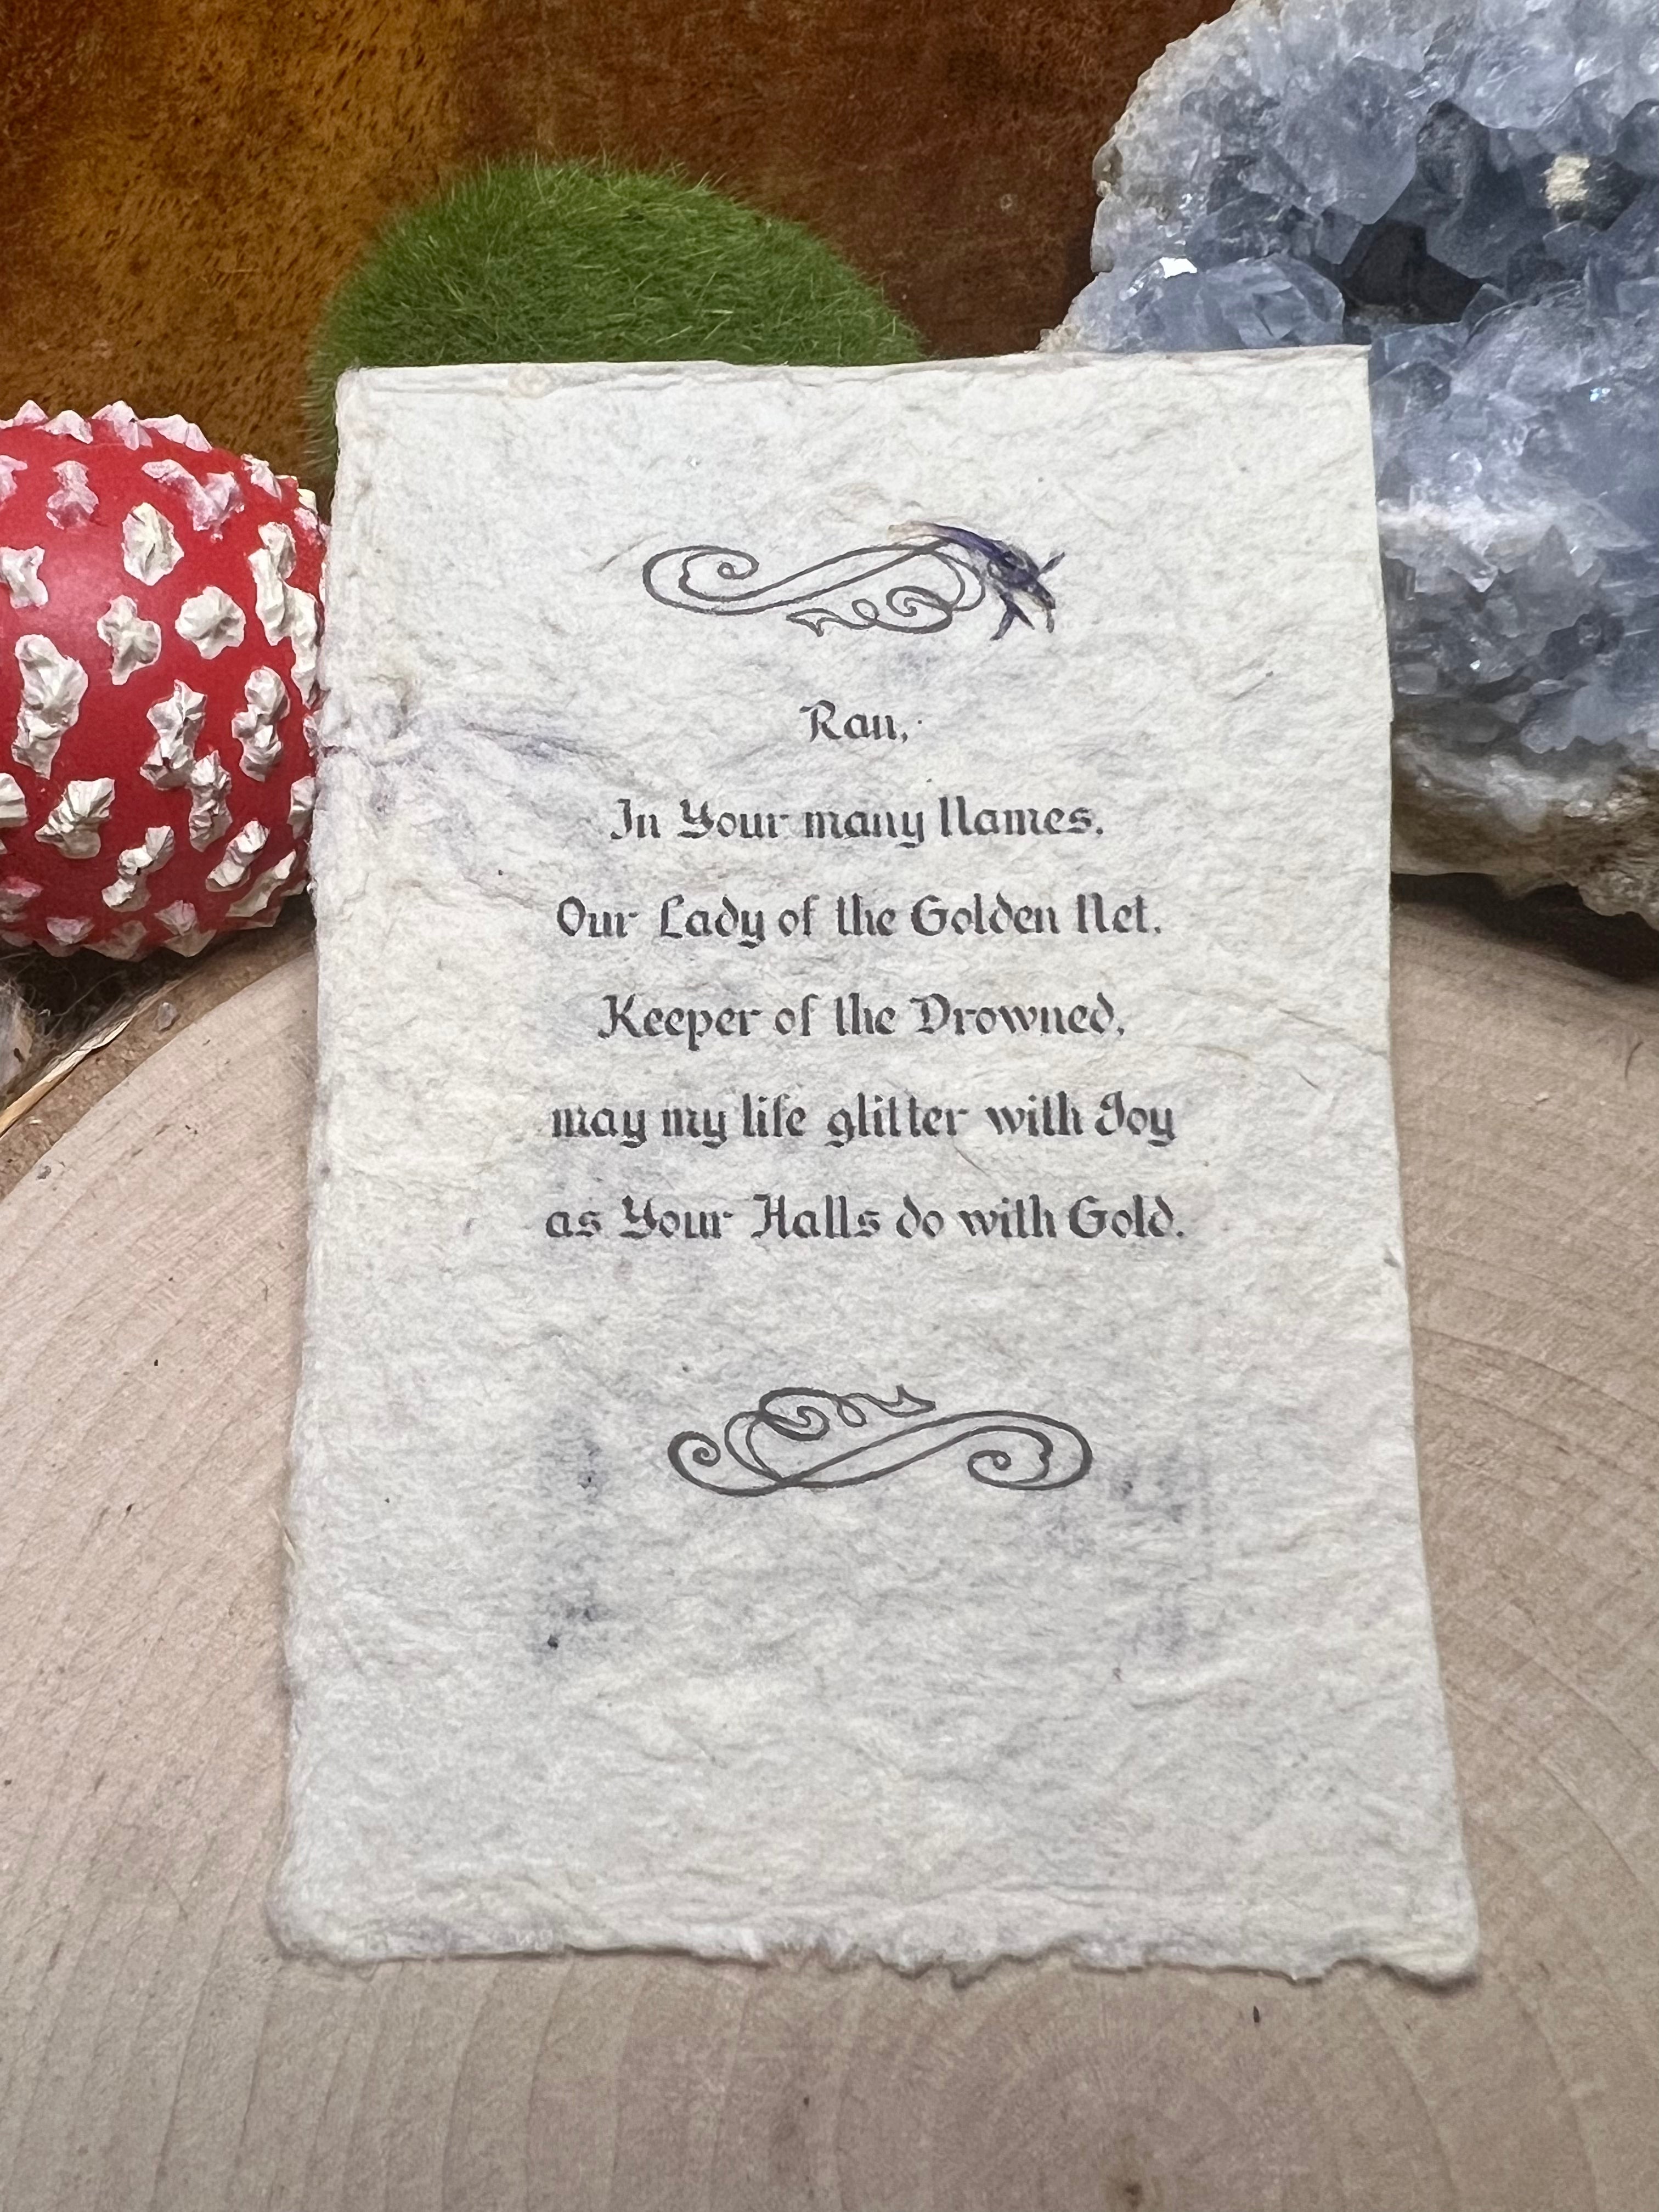 Ran,
In Your many Names,
Our Lady of the Golden Net,
Keeper of the Drowned,
may my life glitter with Joy
as Your Halls do with Gold.